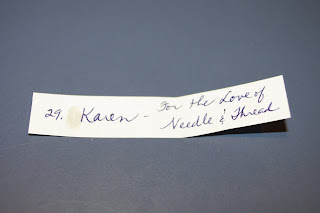 29. Karen - For the Love of
Needle & Thread